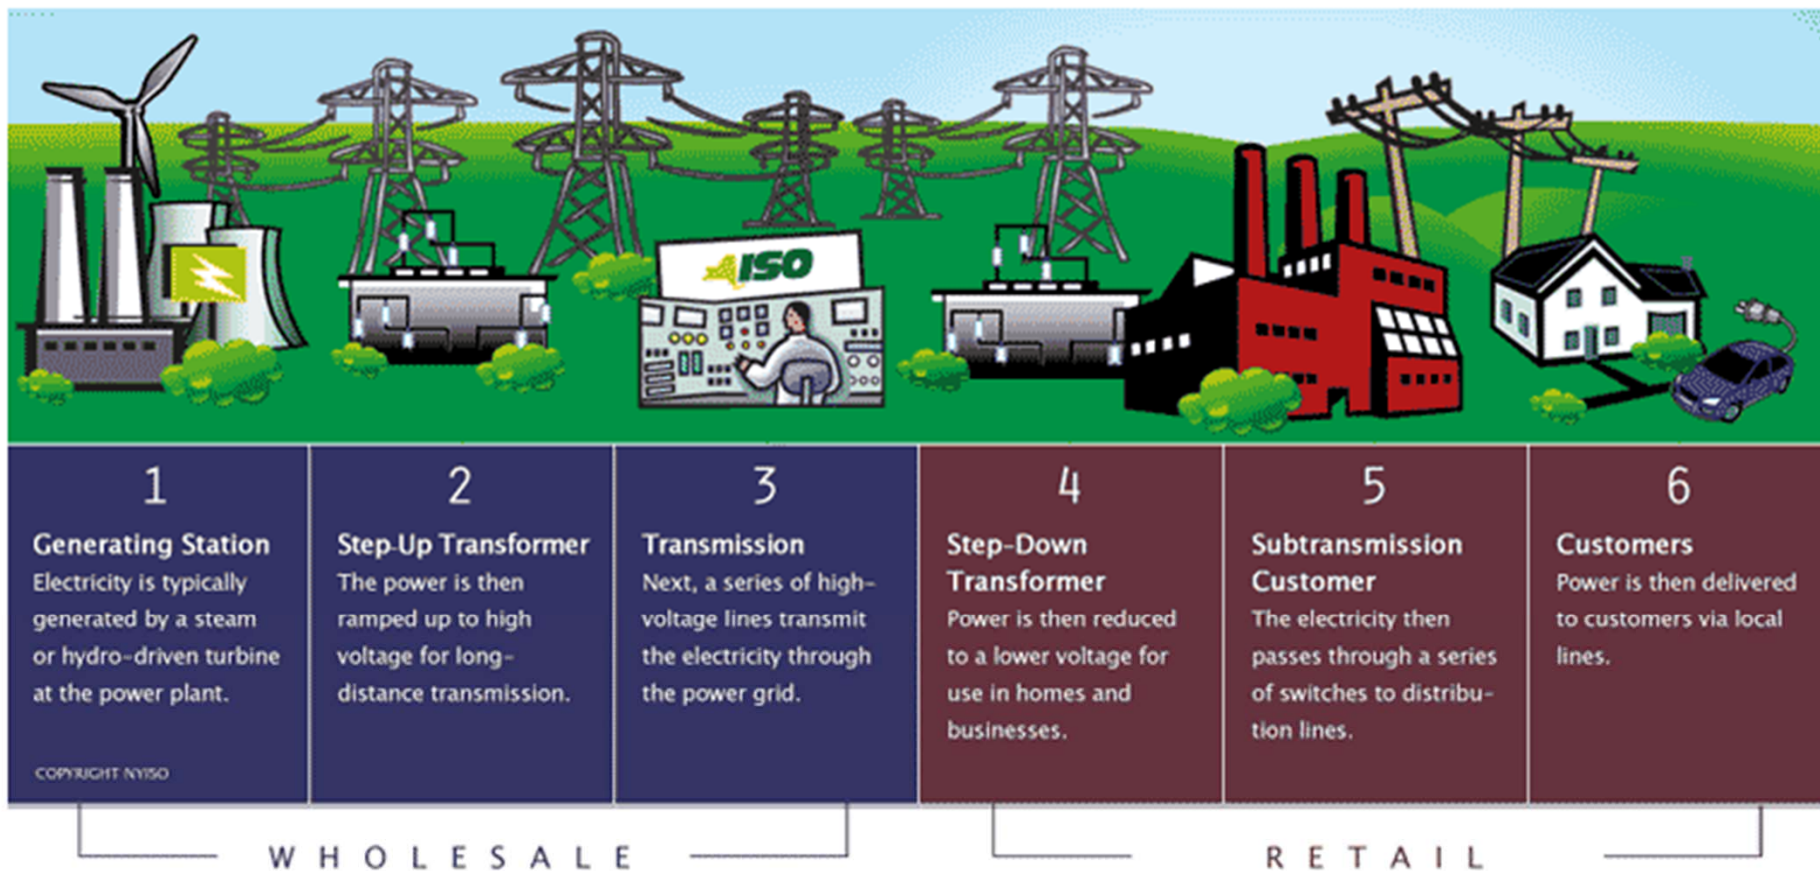 ISO
1
Generating Station
Electricity is typically
generated by a steam
or hydro-driven turbine
at the power plant.
COPYRIGHT NYISO
2
Step-Up Transformer
The power is then
ramped up to high
voltage for long-
distance transmission.
3
Transmission
Next, a series of high-
voltage lines transmit
the electricity through
the power grid.
4
Step-Down
Transformer
Power is then reduced
to a lower voltage for
use in homes and
businesses.
5
Subtransmission
Customer
The electricity then
passes through a series
of switches to distribu-
tion lines.
6
Customers
Power is then delivered
to customers via local
lines.
WHOLESALE
RETAIL